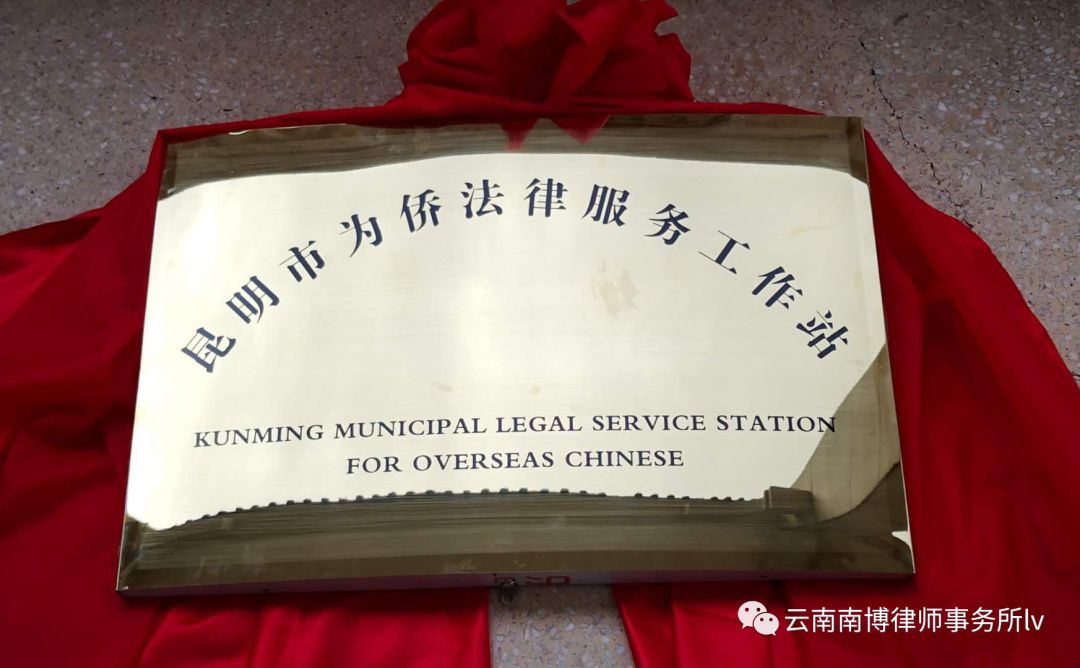 昆明市为侨法律服务工作站
KUNMING MUNICIPAL LEGAL SERVICE STATION
FOR OVERSEAS CHINESE
云南南博律师事务所lv